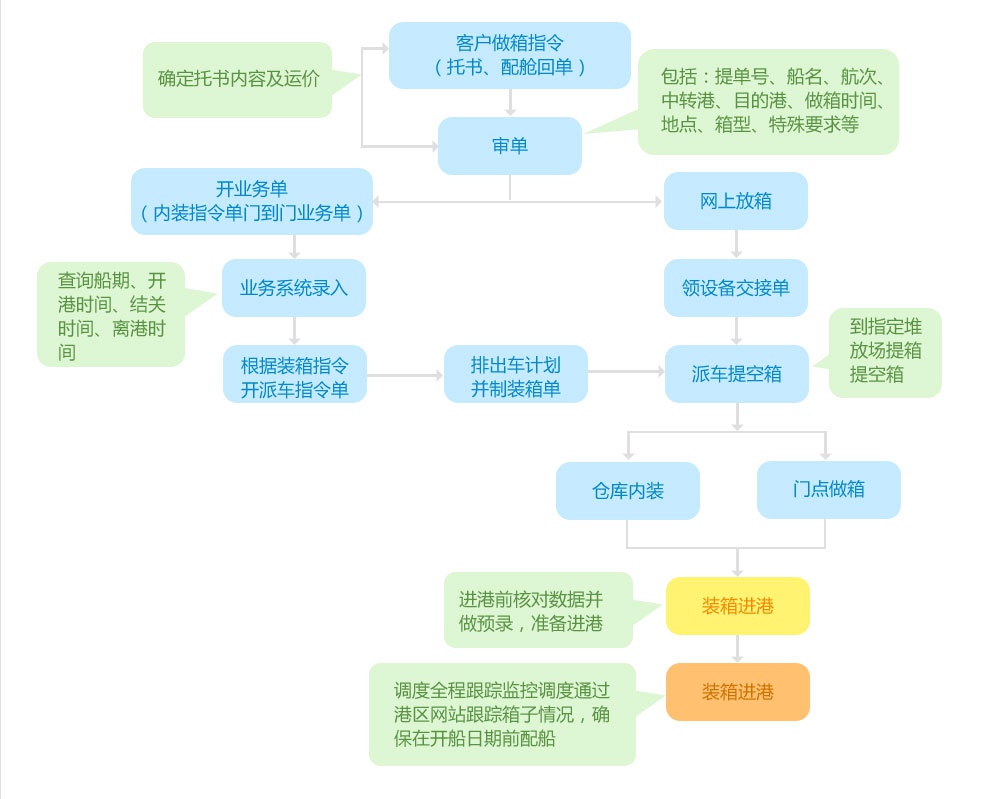 客户做箱指令
（托书、配舱回单）
确定托书内容及运价
包括：提单号、船名、航次、
中转港、目的港、做箱时间、
地点、箱型、特殊要求等
审单
开业务单
（内装指令单门到门业务单）
网上放箱
查询船期、开
港时间、结关
时间、离港时
间
业务系统录入
领设备交接单
根据装箱指令
开派车指令单
排出车计划
并制装箱单
派车提空箱
到指定堆
放场提箱
提空箱
仓库内装
门点做箱
进港前核对数据并
做预录，准备进港
装箱进港
调度全程跟踪监控调度通过
港区网站跟踪箱子情况，确
保在开船日期前配船
装箱进港